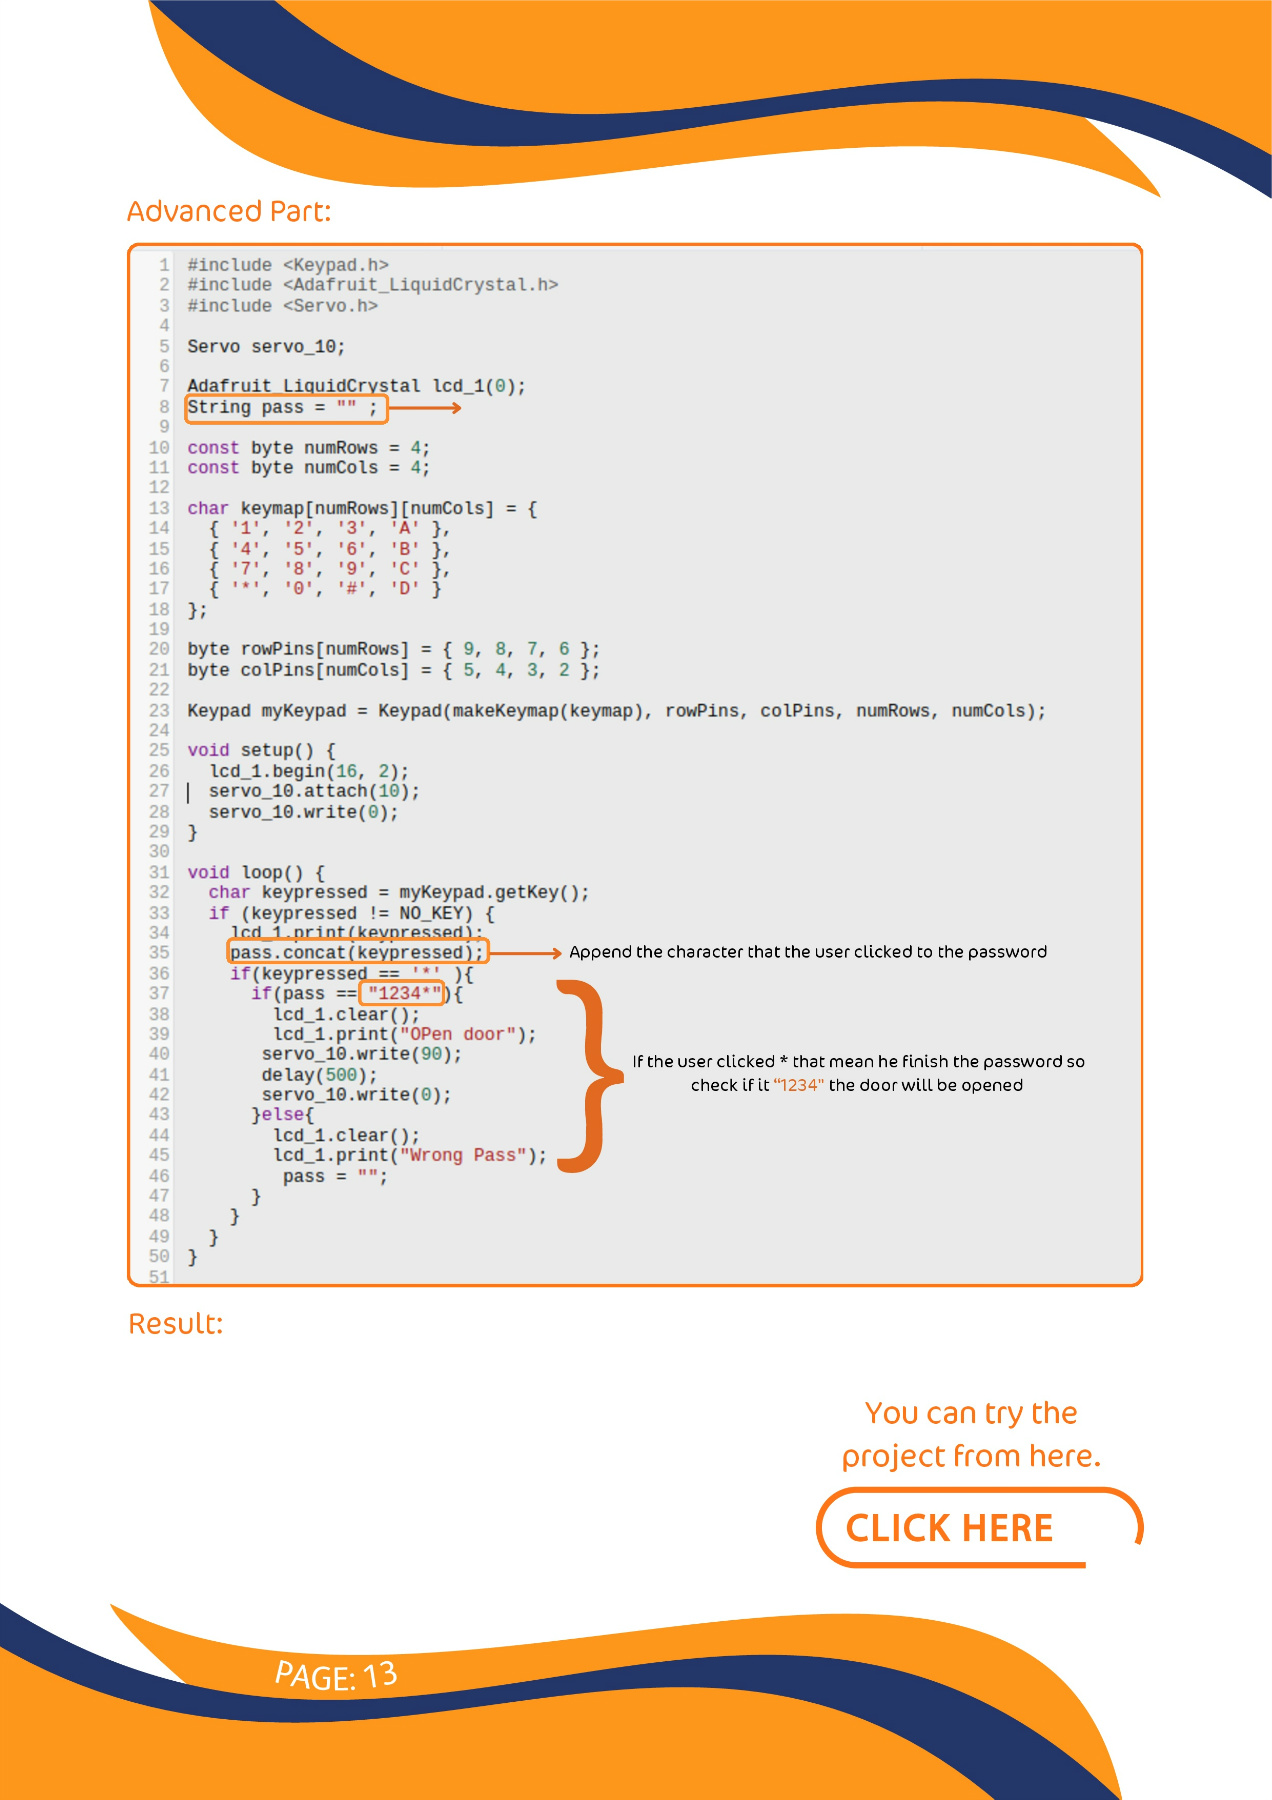 Advanced Part:
1 #include <Keypad.h>
2 #include <Adafruit_LiquidCrystal.h>
3 #include <Servo.h>
4
5 Servo servo_10;
6
7 Adafruit_LiquidCrystal lcd_1(0);
8 String pass = "" ;
9
10 const byte numRows = 4;
11 const byte numCols = 4;
12
13 char keymap[numRows][numCols] = {
14   { '1', '2', '3', 'A' },
15   { '4', '5', '6', 'B' },
16   { '7', '8', '9', 'C' },
17   { '*', '0', '#', 'D' }
18 };
19
20 byte rowPins[numRows] = { 9, 8, 7, 6 };
21 byte colPins[numCols] = { 5, 4, 3, 2 };
22
23 Keypad myKeypad = Keypad(makeKeymap(keymap), rowPins, colPins, numRows, numCols);
24
25 void setup() {
26   lcd_1.begin(16, 2);
27   servo_10.attach(10);
28   servo_10.write(0);
29 }
30
31 void loop() {
32   char keypressed = myKeypad.getKey();
33   if (keypressed != NO_KEY) {
34     lcd_1.print(keypressed);
35     pass.concat(keypressed); Append the character that the user clicked to the password
36     if(keypressed == '*' ){
37       if(pass == "1234*"){
38         lcd_1.clear();
39         lcd_1.print("OPen door");
40        servo_10.write(90);
41        delay(500);
42        servo_10.write(0);
43       }else{
44         lcd_1.clear();
45         lcd_1.print("Wrong Pass");
46          pass = "";
47       }
48     }
49   }
50 }
51
If the user clicked * that mean he finish the password so
check if it “1234” the door will be opened
Result:
You can try the
project from here.
CLICK HERE
PAGE: 13